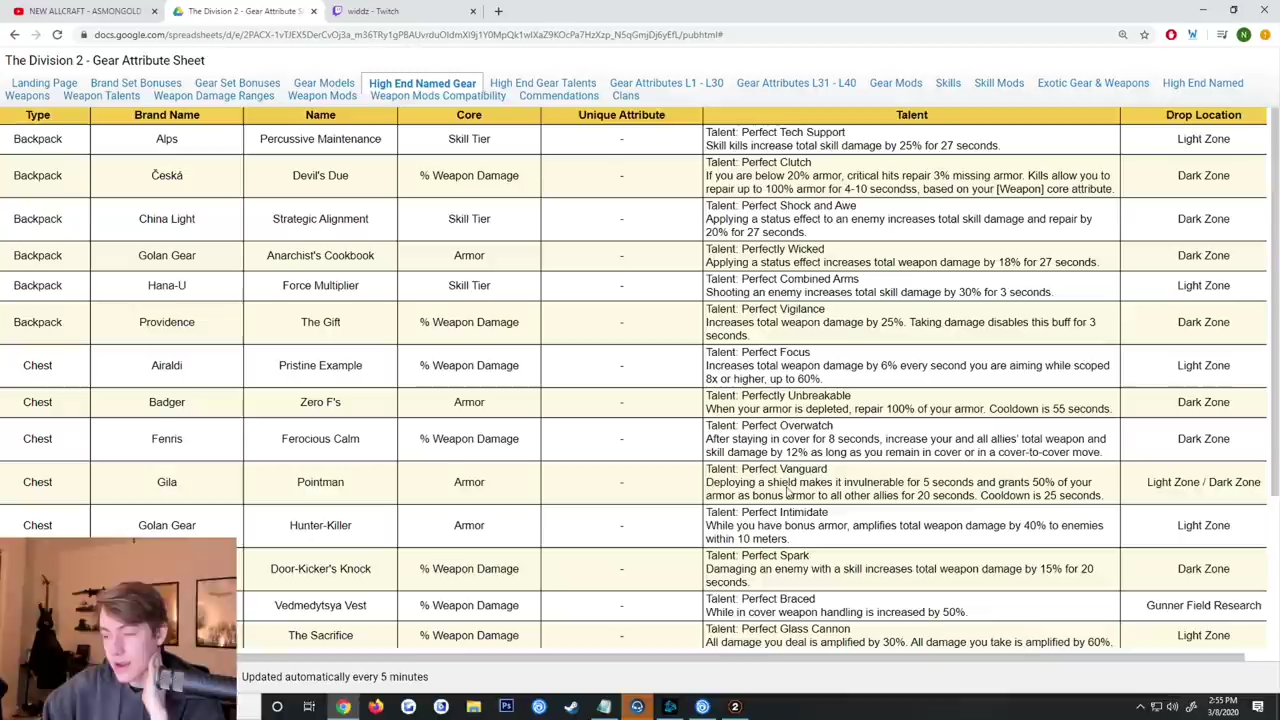 NEW ALLCRAFT - ASMONGOLD
The Division 2 - Gear Attribute S
widdz - Twitch
docs.google.com/spreadsheets/d/e/2PACX-1vTJEX5DerCvOj3a_m36TRy1gP8AUvrduOldmXi9j1Y0MpQk1wIXaZ9KOcPa7HzXzp_N5qGmjDj6yEfL/pubhtml#
The Division 2 - Gear Attribute Sheet
Landing Page Brand Set Bonuses Gear Set Bonuses Gear Models High End Named Gear High End Gear Talents Gear Attributes L1 - L30 Gear Attributes L31 - L40 Gear Mods Skills Skill Mods Exotic Gear & Weapons High End Named
Weapons Weapon Talents Weapon Damage Ranges Weapon Mods Weapon Mods Compatibility Commendations Clans
Type Brand Name Name Core Unique Attribute Talent Drop Location
Backpack Alps Percussive Maintenance Skill Tier - Talent: Perfect Tech Support
Skill kills increase total skill damage by 25% for 27 seconds. Light Zone
Backpack Česká Devil's Due % Weapon Damage - Talent: Perfect Clutch
If you are below 20% armor, critical hits repair 3% missing armor. Kills allow you to
repair up to 100% armor for 4-10 secondss, based on your [Weapon] core attribute. Dark Zone
Backpack China Light Strategic Alignment Skill Tier - Talent: Perfect Shock and Awe
Applying a status effect to an enemy increases total skill damage and repair by
20% for 27 seconds. Dark Zone
Backpack Golan Gear Anarchist's Cookbook Armor - Talent: Perfectly Wicked
Applying a status effect increases total weapon damage by 18% for 27 seconds. Dark Zone
Backpack Hana-U Force Multiplier Skill Tier - Talent: Perfect Combined Arms
Shooting an enemy increases total skill damage by 30% for 3 seconds. Light Zone
Backpack Providence The Gift % Weapon Damage - Talent: Perfect Vigilance
Increases total weapon damage by 25%. Taking damage disables this buff for 3
seconds. Dark Zone
Chest Airaldi Pristine Example % Weapon Damage - Talent: Perfect Focus
Increases total weapon damage by 6% every second you are aiming while scoped
8x or higher, up to 60%. Light Zone
Chest Badger Zero F's Armor - Talent: Perfectly Unbreakable
When your armor is depleted, repair 100% of your armor. Cooldown is 55 seconds. Dark Zone
Chest Fenris Ferocious Calm % Weapon Damage - Talent: Perfect Overwatch
After staying in cover for 8 seconds, increase your and all allies' total weapon and
skill damage by 12% as long as you remain in cover or in a cover-to-cover move. Dark Zone
Chest Gila Pointman Armor - Talent: Perfect Vanguard
Deploying a shield makes it invulnerable for 5 seconds and grants 50% of your
armor as bonus armor to all other allies for 20 seconds. Cooldown is 25 seconds. Light Zone / Dark Zone
Chest Golan Gear Hunter-Killer Armor - Talent: Perfect Intimidate
While you have bonus armor, amplifies total weapon damage by 40% to enemies
within 10 meters. Light Zone
Door-Kicker's Knock % Weapon Damage - Talent: Perfect Spark
Damaging an enemy with a skill increases total weapon damage by 15% for 20
seconds. Dark Zone
Vedmedytsya Vest % Weapon Damage - Talent: Perfect Braced
While in cover weapon handling is increased by 50%. Gunner Field Research
The Sacrifice % Weapon Damage - Talent: Perfect Glass Cannon
All damage you deal is amplified by 30%. All damage you take is amplified by 60%. Light Zone
Updated automatically every 5 minutes
2:55 PM
3/8/2020